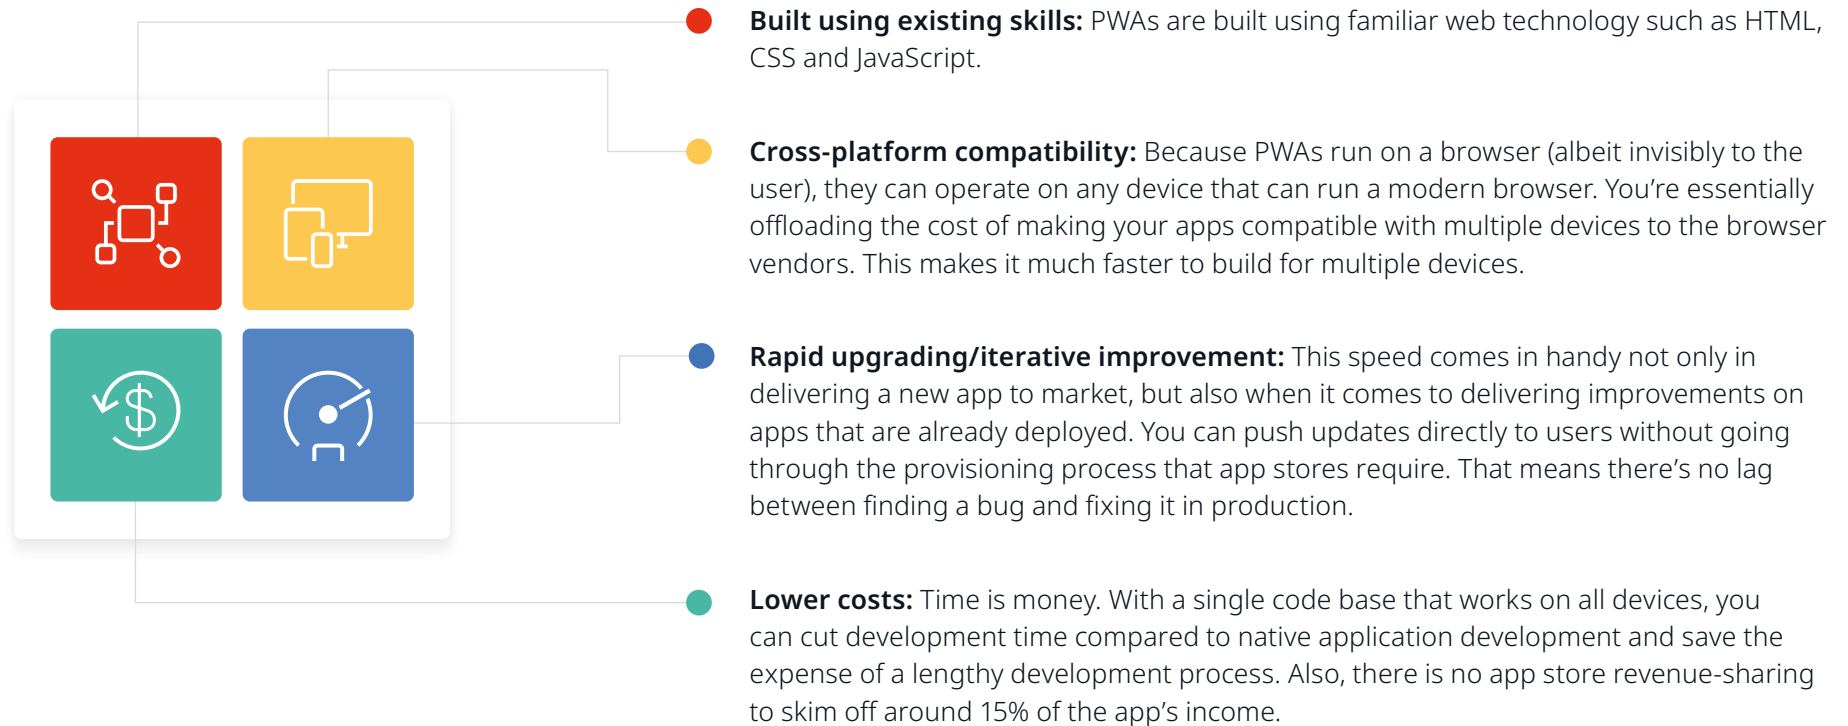 Built using existing skills: PWAs are built using familiar web technology such as HTML,
CSS and JavaScript.
Cross-platform compatibility: Because PWAs run on a browser (albeit invisibly to the
user), they can operate on any device that can run a modern browser. You’re essentially
offloading the cost of making your apps compatible with multiple devices to the browser
vendors. This makes it much faster to build for multiple devices.
Rapid upgrading/iterative improvement: This speed comes in handy not only in
delivering a new app to market, but also when it comes to delivering improvements on
apps that are already deployed. You can push updates directly to users without going
through the provisioning process that app stores require. That means there’s no lag
between finding a bug and fixing it in production.
$
Lower costs: Time is money. With a single code base that works on all devices, you
can cut development time compared to native application development and save the
expense of a lengthy development process. Also, there is no app store revenue-sharing
to skim off around 15% of the app’s income.